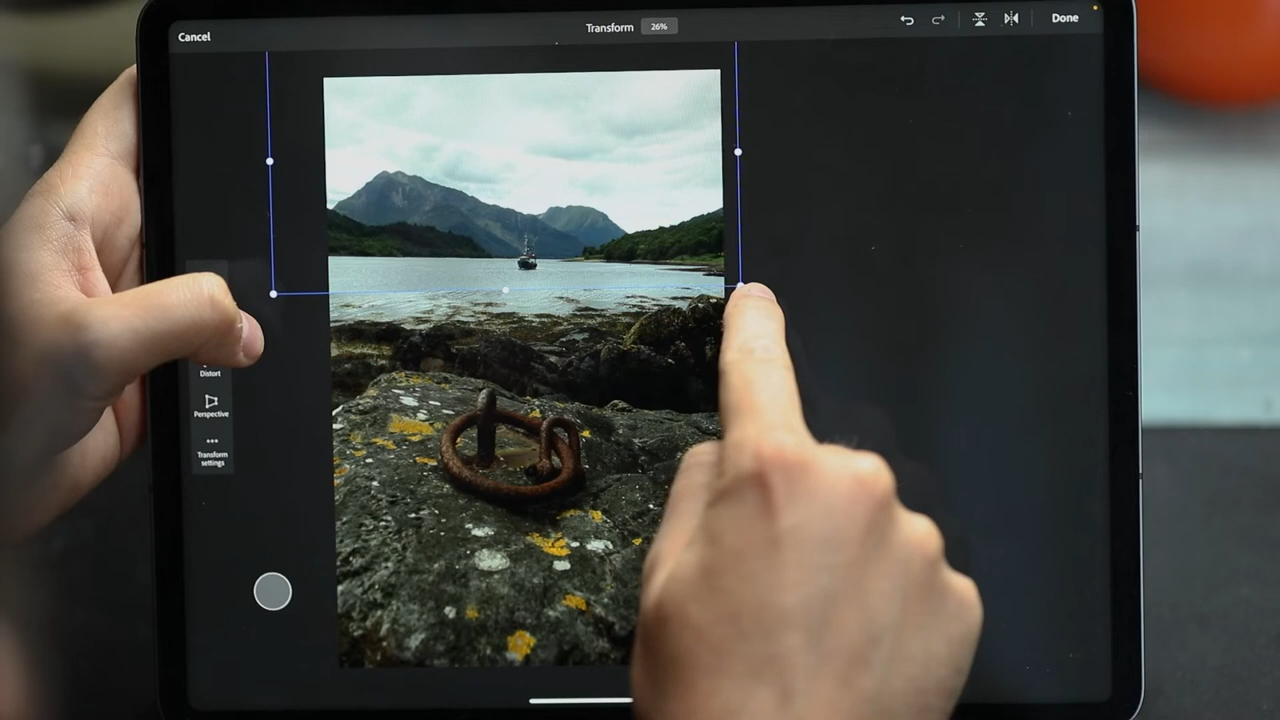 Cancel
Transform 26%
Done
Distort
Perspective
Transform
settings